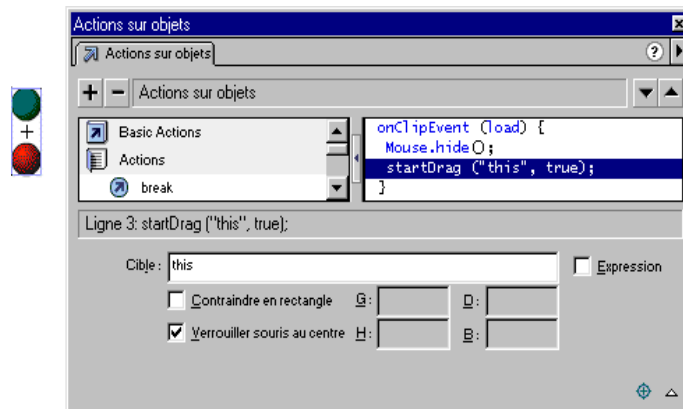 Actions sur objets
Actions sur objets
?
+ − Actions sur objets
Basic Actions
Actions
break
onClipEvent (load) {
Mouse.hide();
startDrag ("this", true);
}
Ligne 3: startDrag ("this", true);
Cible : this
Expression
Contraindre en rectangle G : D :
Verrouiller souris au centre H : B :